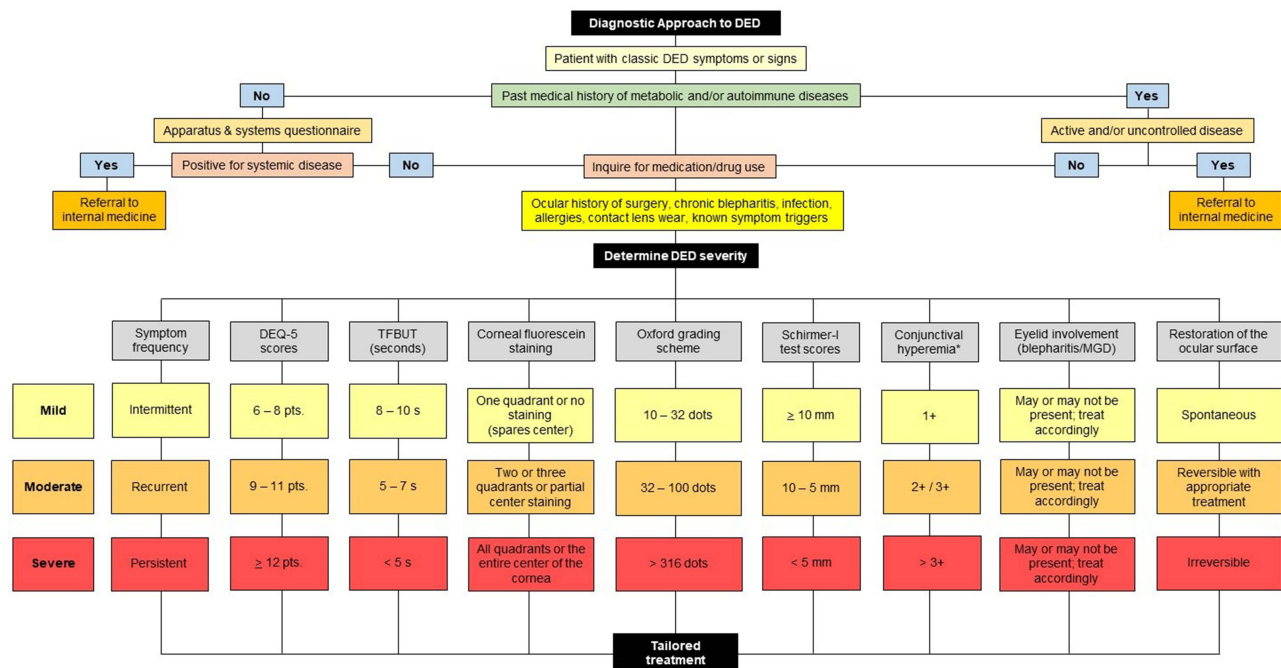 Diagnostic Approach to DED
Patient with classic DED symptoms or signs
No
Past medical history of metabolic and/or autoimmune diseases
Yes
Apparatus & systems questionnaire
Active and/or uncontrolled disease
Yes
Positive for systemic disease
No
Inquire for medication/drug use
No
Yes
Referral to
internal medicine
Ocular history of surgery, chronic blepharitis, infection,
allergies, contact lens wear, known symptom triggers
Referral to
internal medicine
Determine DED severity
Symptom
frequency
DEQ-5
scores
TFBUT
(seconds)
Corneal fluorescein
staining
Oxford grading
scheme
Schirmer-I
test scores
Conjunctival
hyperemia*
Eyelid involvement
(blepharitis/MGD)
Restoration of the
ocular surface
Mild
Intermittent
6 – 8 pts.
8 – 10 s
One quadrant or no
staining
(spares center)
10 – 32 dots
≥ 10 mm
1+
May or may not be
present; treat
accordingly
Spontaneous
Moderate
Recurrent
9 – 11 pts.
5 – 7 s
Two or three
quadrants or partial
center staining
32 – 100 dots
10 – 5 mm
2+ / 3+
May or may not be
present; treat
accordingly
Reversible with
appropriate
treatment
Severe
Persistent
≥ 12 pts.
< 5 s
All quadrants or the
entire center of the
cornea
> 316 dots
< 5 mm
> 3+
May or may not be
present; treat
accordingly
Irreversible
Tailored
treatment